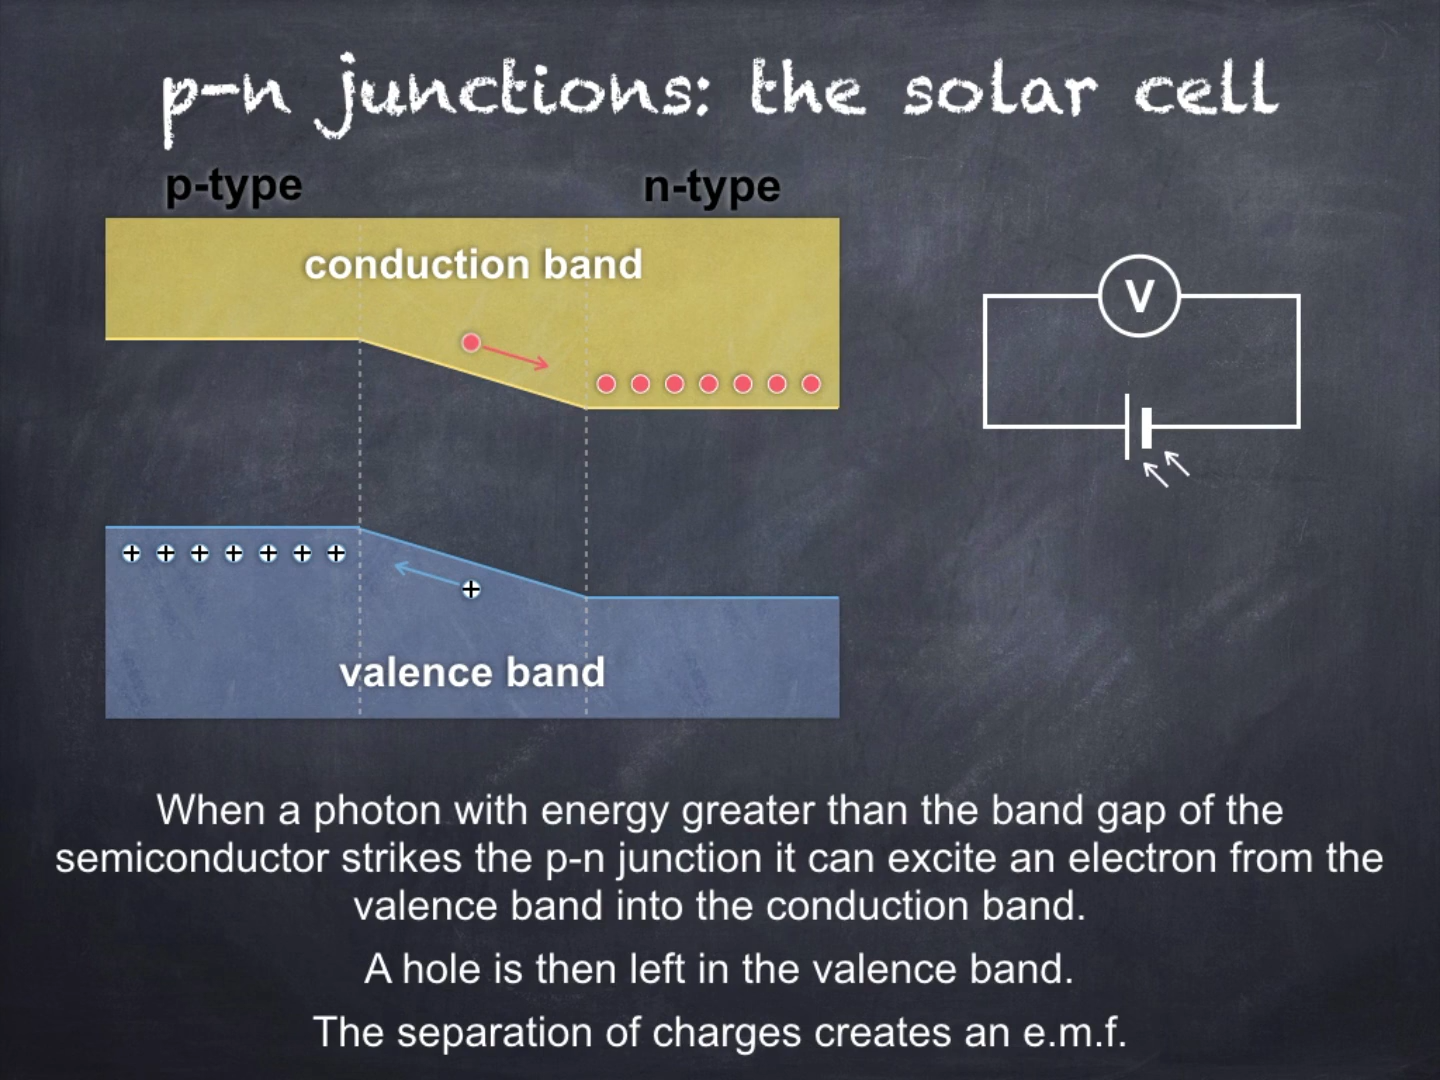 p-n junctions: the solar cell
p-type
n-type
conduction band
V
valence band
When a photon with energy greater than the band gap of the
semiconductor strikes the p-n junction it can excite an electron from the
valence band into the conduction band.
A hole is then left in the valence band.
The separation of charges creates an e.m.f.